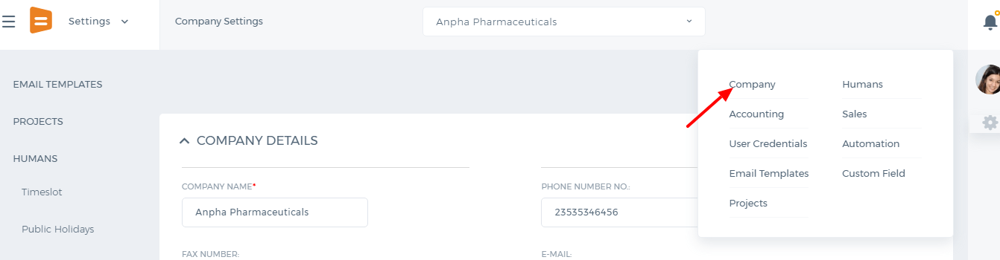 Settings
Company Settings
Anpha Pharmaceuticals
EMAIL TEMPLATES
PROJECTS
HUMANS
Timeslot
Public Holidays
COMPANY DETAILS
COMPANY NAME*
Anpha Pharmaceuticals
PHONE NUMBER NO.:
23535346456
FAX NUMBER:
E-MAIL:
Company
Humans
Accounting
Sales
User Credentials
Automation
Email Templates
Custom Field
Projects